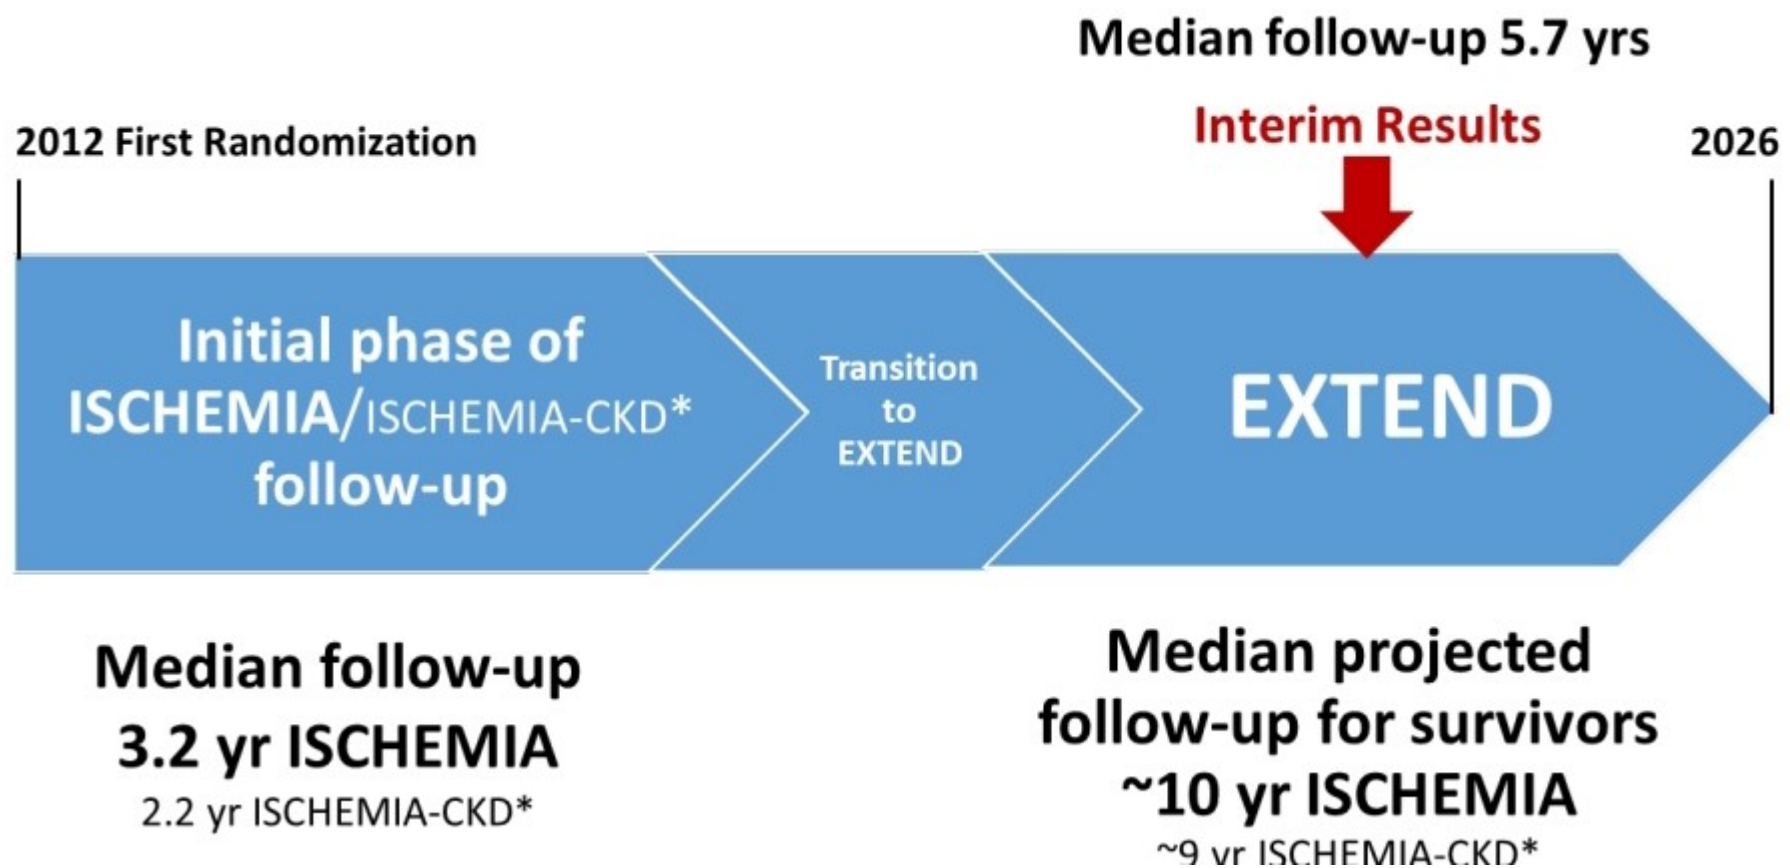 Median follow-up 5.7 yrs
Interim Results
2012 First Randomization
2026
Initial phase of
ISCHEMIA/ISCHEMIA-CKD*
follow-up
Transition
to
EXTEND
EXTEND
Median follow-up
3.2 yr ISCHEMIA
2.2 yr ISCHEMIA-CKD*
Median projected
follow-up for survivors
~10 yr ISCHEMIA
~9 yr ISCHEMIA-CKD*